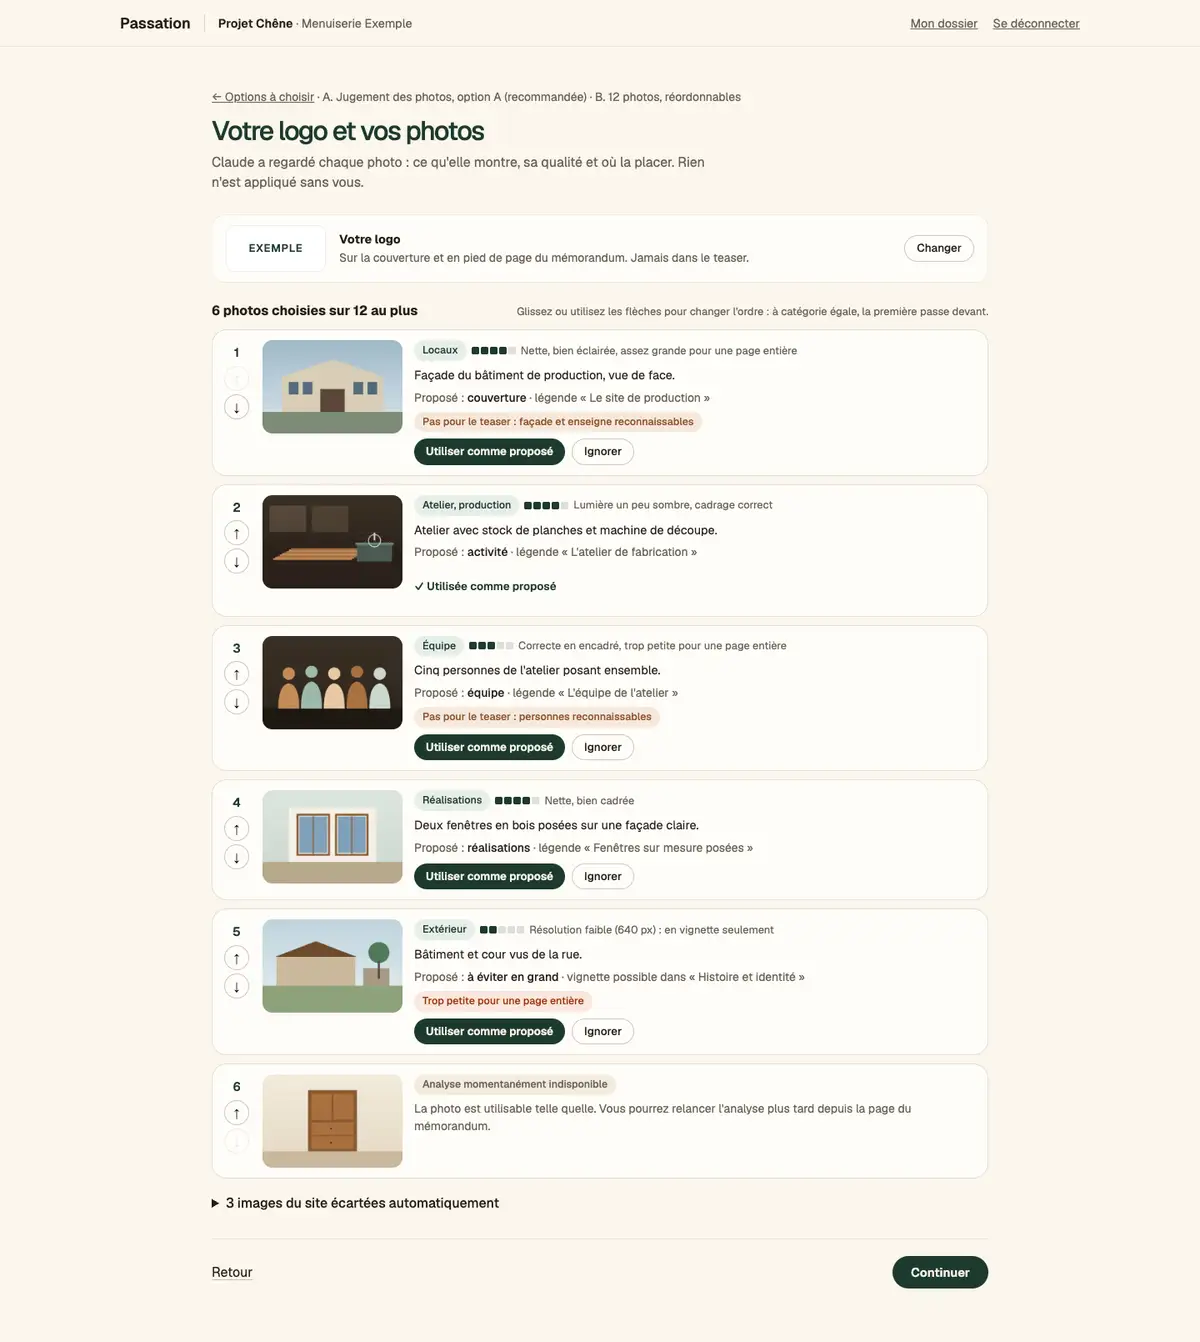 Passation
Projet Chêne · Menuiserie Exemple
Mon dossier
Se déconnecter
← Options à choisir · A. Jugement des photos, option A (recommandée) · B. 12 photos, réordonnables
Votre logo et vos photos
Claude a regardé chaque photo : ce qu'elle montre, sa qualité et où la placer. Rien
n'est appliqué sans vous.
EXEMPLE
Votre logo
Sur la couverture et en pied de page du mémorandum. Jamais dans le teaser.
Changer
6 photos choisies sur 12 au plus
Glissez ou utilisez les flèches pour changer l'ordre : à catégorie égale, la première passe devant.
1
↑
↓
Locaux
Nette, bien éclairée, assez grande pour une page entière
Façade du bâtiment de production, vue de face.
Proposé : couverture · légende « Le site de production »
Pas pour le teaser : façade et enseigne reconnaissables
Utiliser comme proposé
Ignorer
2
↑
↓
Atelier, production
Lumière un peu sombre, cadrage correct
Atelier avec stock de planches et machine de découpe.
Proposé : activité · légende « L'atelier de fabrication »
✓ Utilisée comme proposé
3
↑
↓
Équipe
Correcte en encadré, trop petite pour une page entière
Cinq personnes de l'atelier posant ensemble.
Proposé : équipe · légende « L'équipe de l'atelier »
Pas pour le teaser : personnes reconnaissables
Utiliser comme proposé
Ignorer
4
↑
↓
Réalisations
Nette, bien cadrée
Deux fenêtres en bois posées sur une façade claire.
Proposé : réalisations · légende « Fenêtres sur mesure posées »
Utiliser comme proposé
Ignorer
5
↑
↓
Extérieur
Résolution faible (640 px) : en vignette seulement
Bâtiment et cour vus de la rue.
Proposé : à éviter en grand · vignette possible dans « Histoire et identité »
Trop petite pour une page entière
Utiliser comme proposé
Ignorer
6
↑
↓
Analyse momentanément indisponible
La photo est utilisable telle quelle. Vous pourrez relancer l'analyse plus tard depuis la page du
mémorandum.
▶ 3 images du site écartées automatiquement
Retour
Continuer